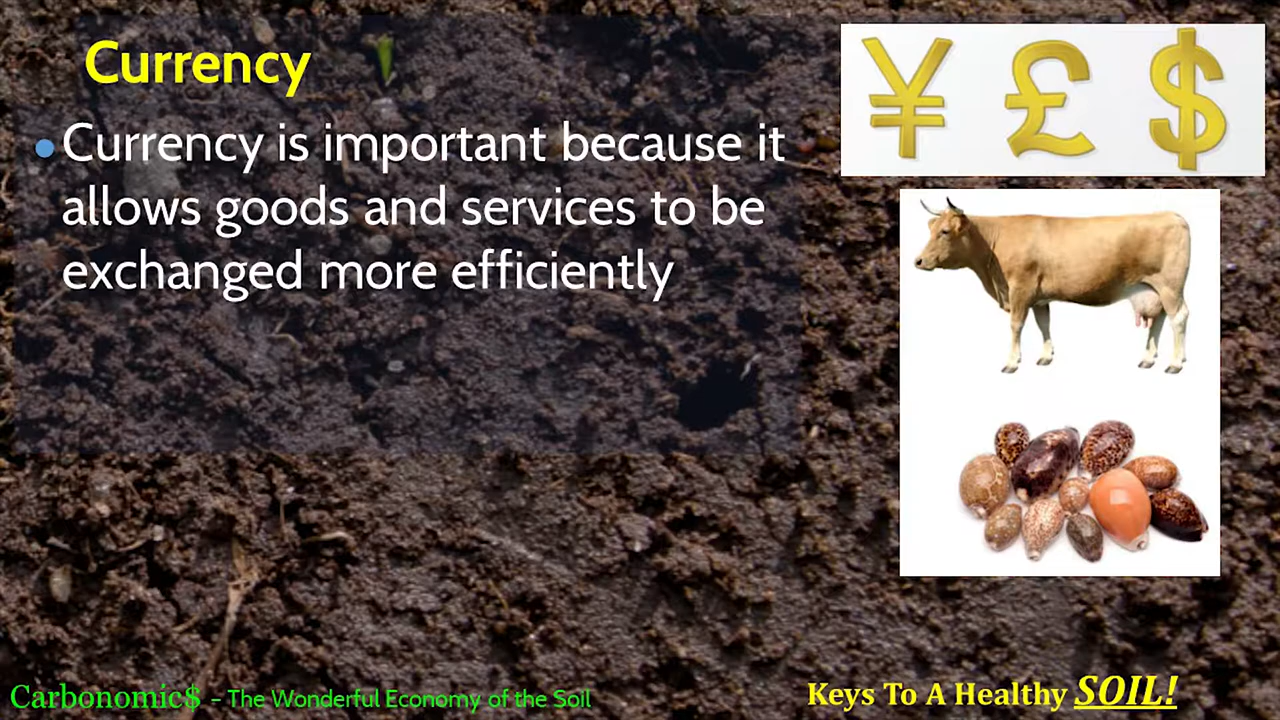 Currency
¥ £ $
• Currency is important because it
allows goods and services to be
exchanged more efficiently
Carbonomic$ – The Wonderful Economy of the Soil
Keys To A Healthy SOIL!